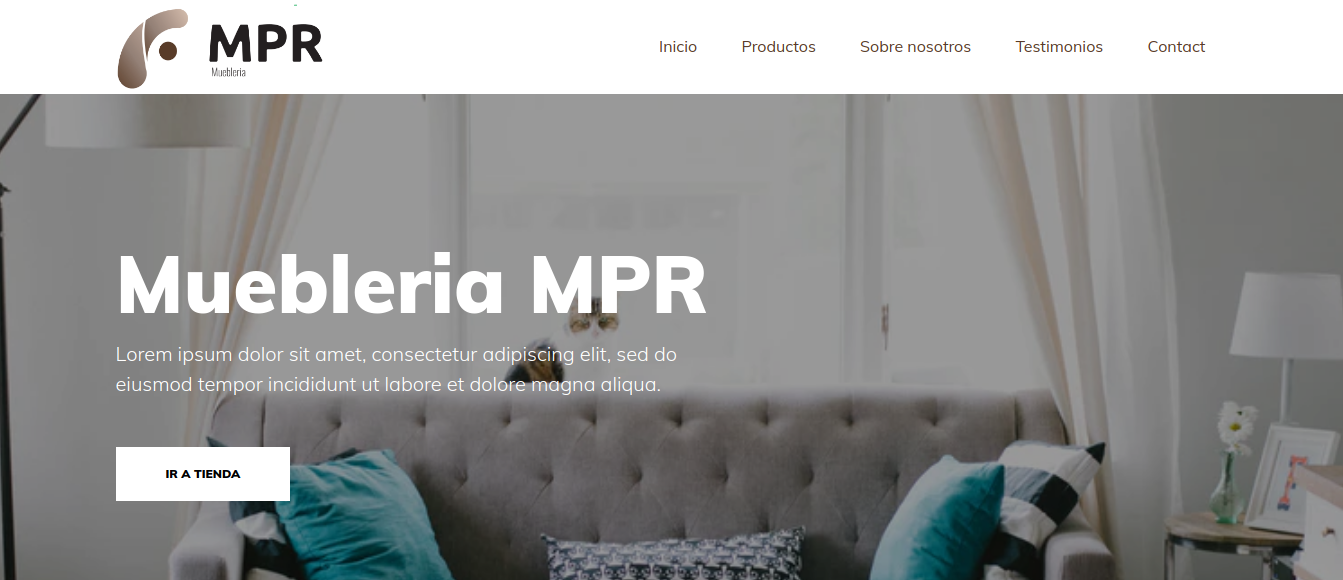 MPR
Muebleria
Inicio
Productos
Sobre nosotros
Testimonios
Contact
Muebleria MPR
Lorem ipsum dolor sit amet, consectetur adipiscing elit, sed do
eiusmod tempor incididunt ut labore et dolore magna aliqua.
IR A TIENDA